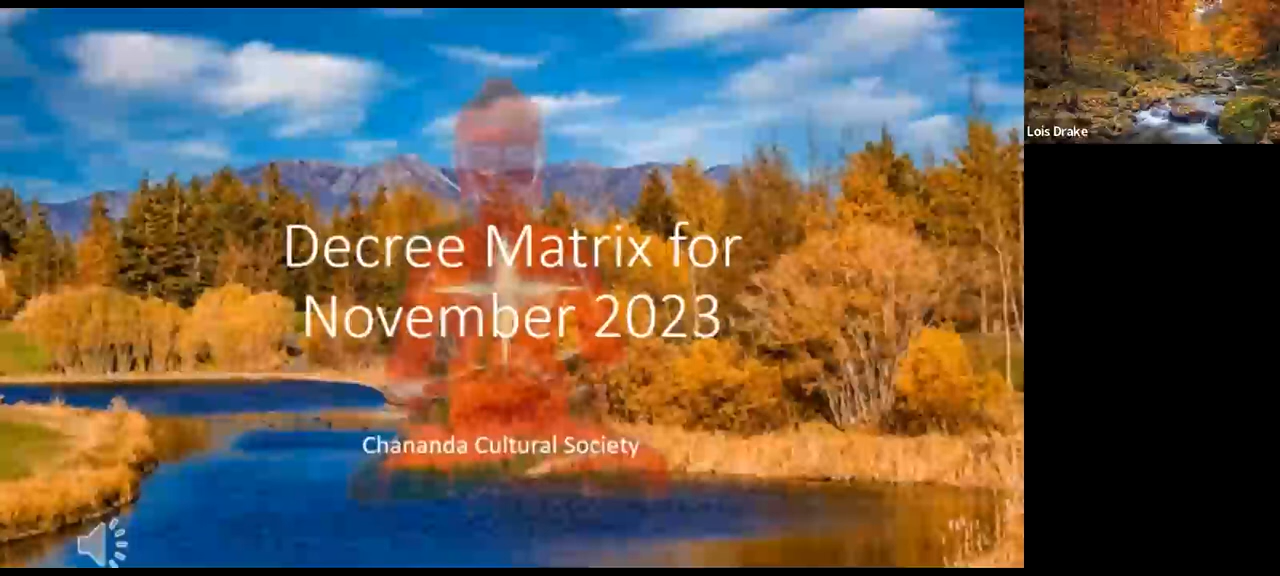 Decree Matrix for
November 2023
Chananda Cultural Society
Lois Drake